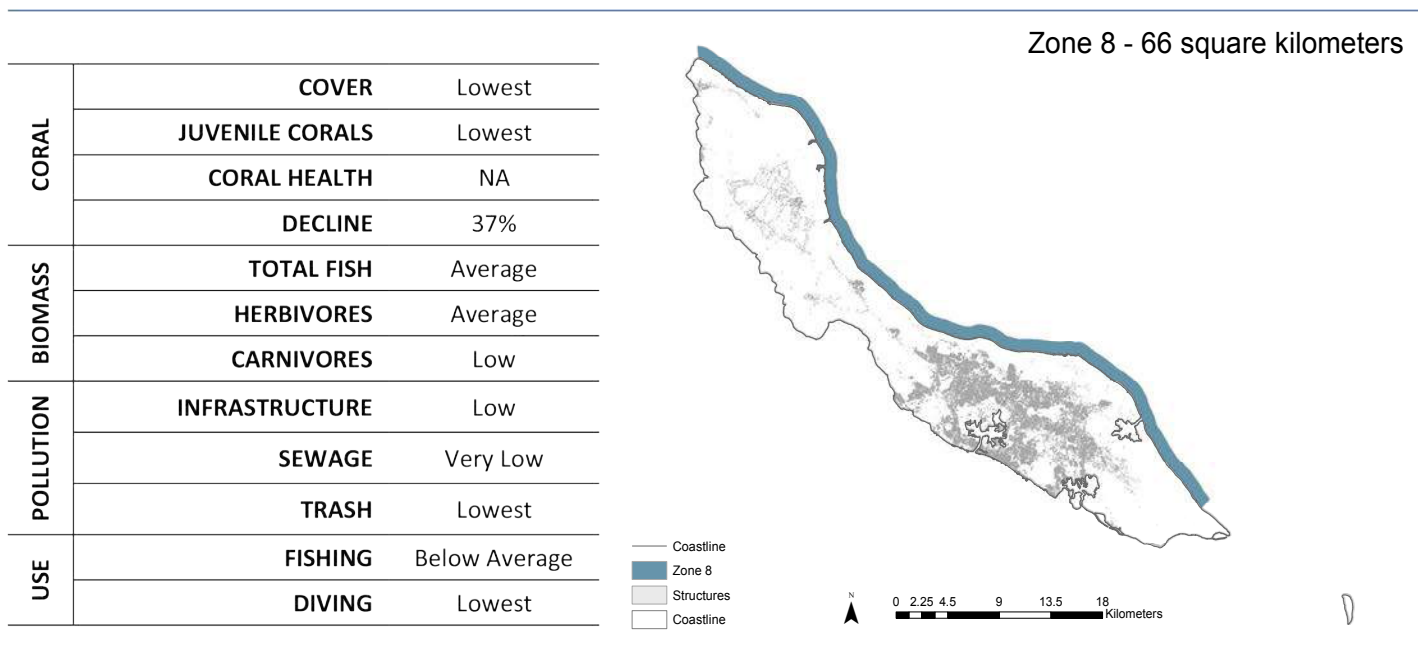 Zone 8 - 66 square kilometers
CORAL
COVER Lowest
JUVENILE CORALS Lowest
CORAL HEALTH NA
DECLINE 37%
BIOMASS
TOTAL FISH Average
HERBIVORES Average
CARNIVORES Low
POLLUTION
INFRASTRUCTURE Low
SEWAGE Very Low
TRASH Lowest
USE
FISHING Below Average
DIVING Lowest
Coastline
Zone 8
Structures
Coastline
N
0 2.25 4.5 9 13.5 18
Kilometers